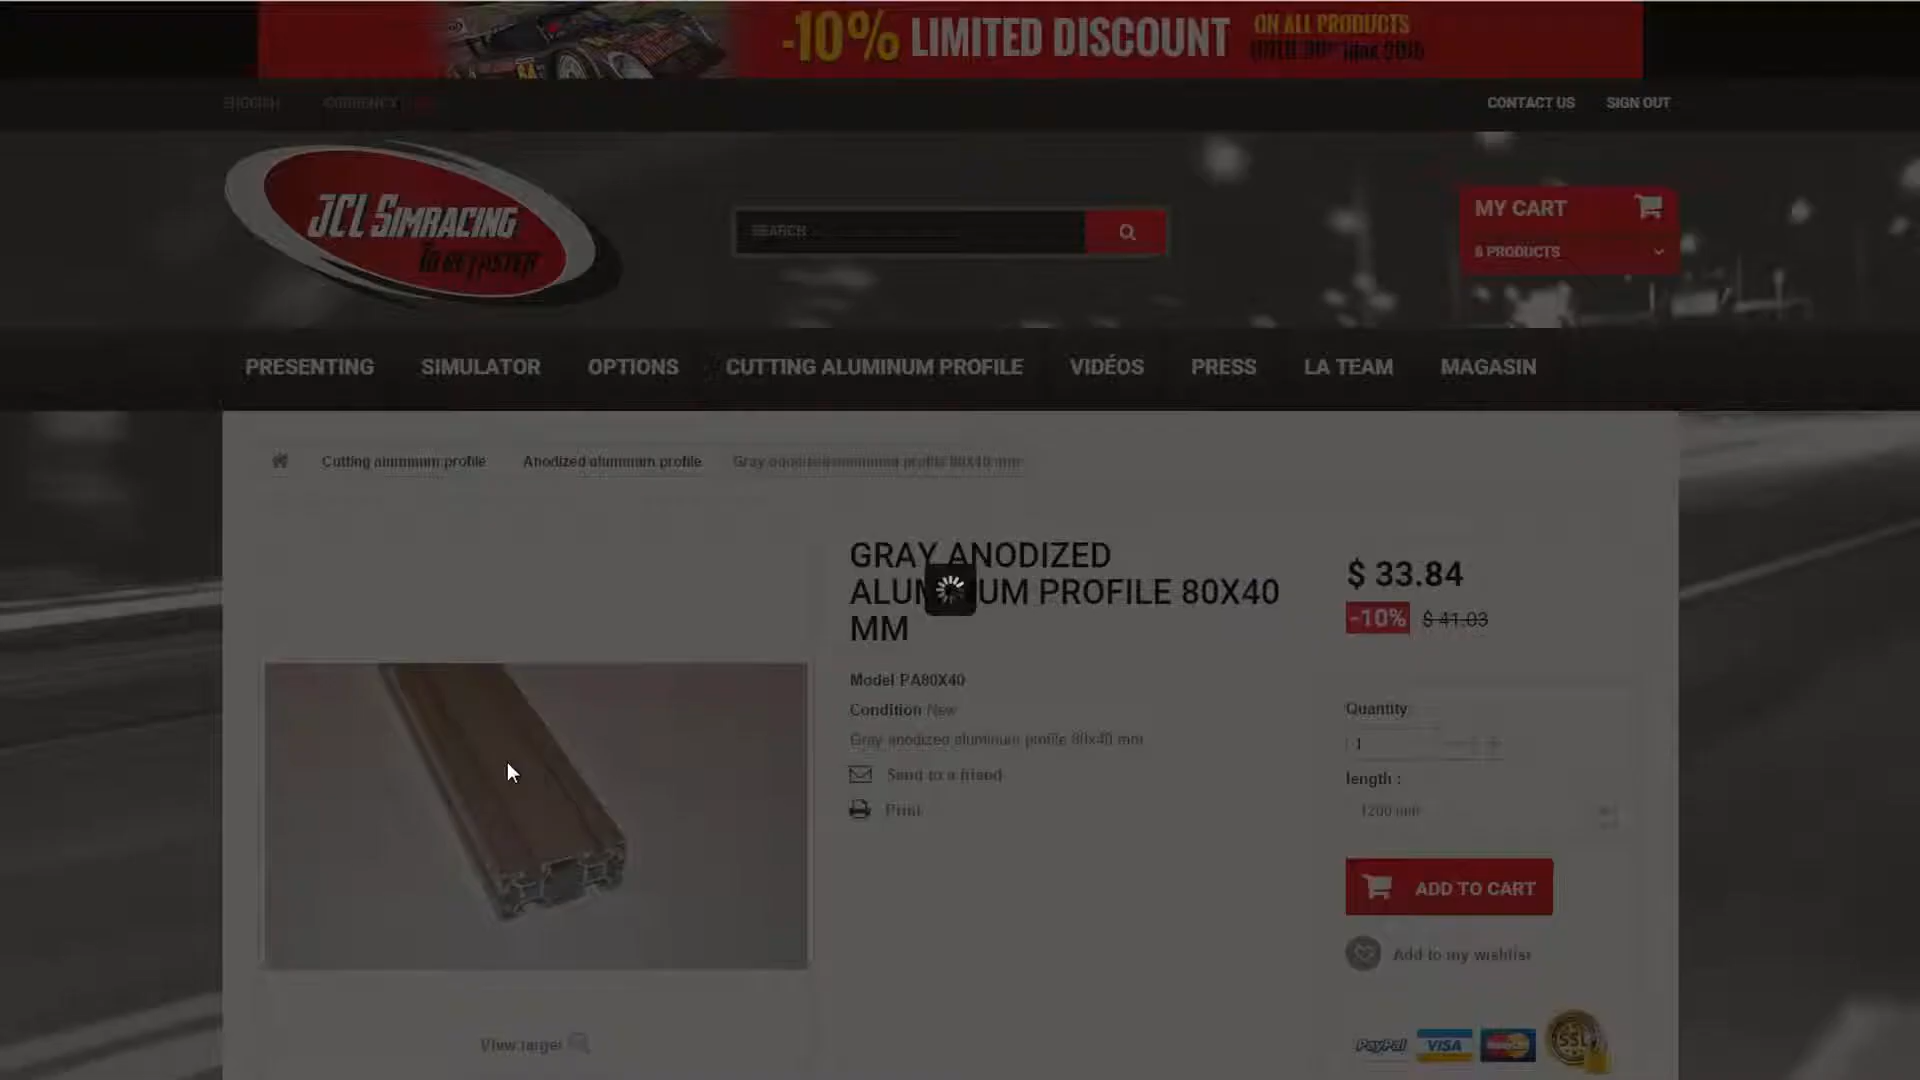 -10% LIMITED DISCOUNT
ON ALL PRODUCTS
ENGLISH
CURRENCY
CONTACT US
SIGN OUT
JCL SIMRACING
SEARCH
MY CART
6 PRODUCTS
PRESENTING
SIMULATOR
OPTIONS
CUTTING ALUMINUM PROFILE
VIDÉOS
PRESS
LA TEAM
MAGASIN
Cutting aluminum profile
Anodized aluminum profile
Gray anodized aluminum profile 80X40 mm
GRAY ANODIZED
ALUMINUM PROFILE 80X40
MM
Model PA80X40
Condition New
Gray anodized aluminum profile 80x40 mm
Send to a friend
Print
View larger
$ 33.84
-10% $ 41.03
Quantity
1
length :
1200 mm
ADD TO CART
Add to my wishlist
PayPal
VISA
MasterCard
SSL